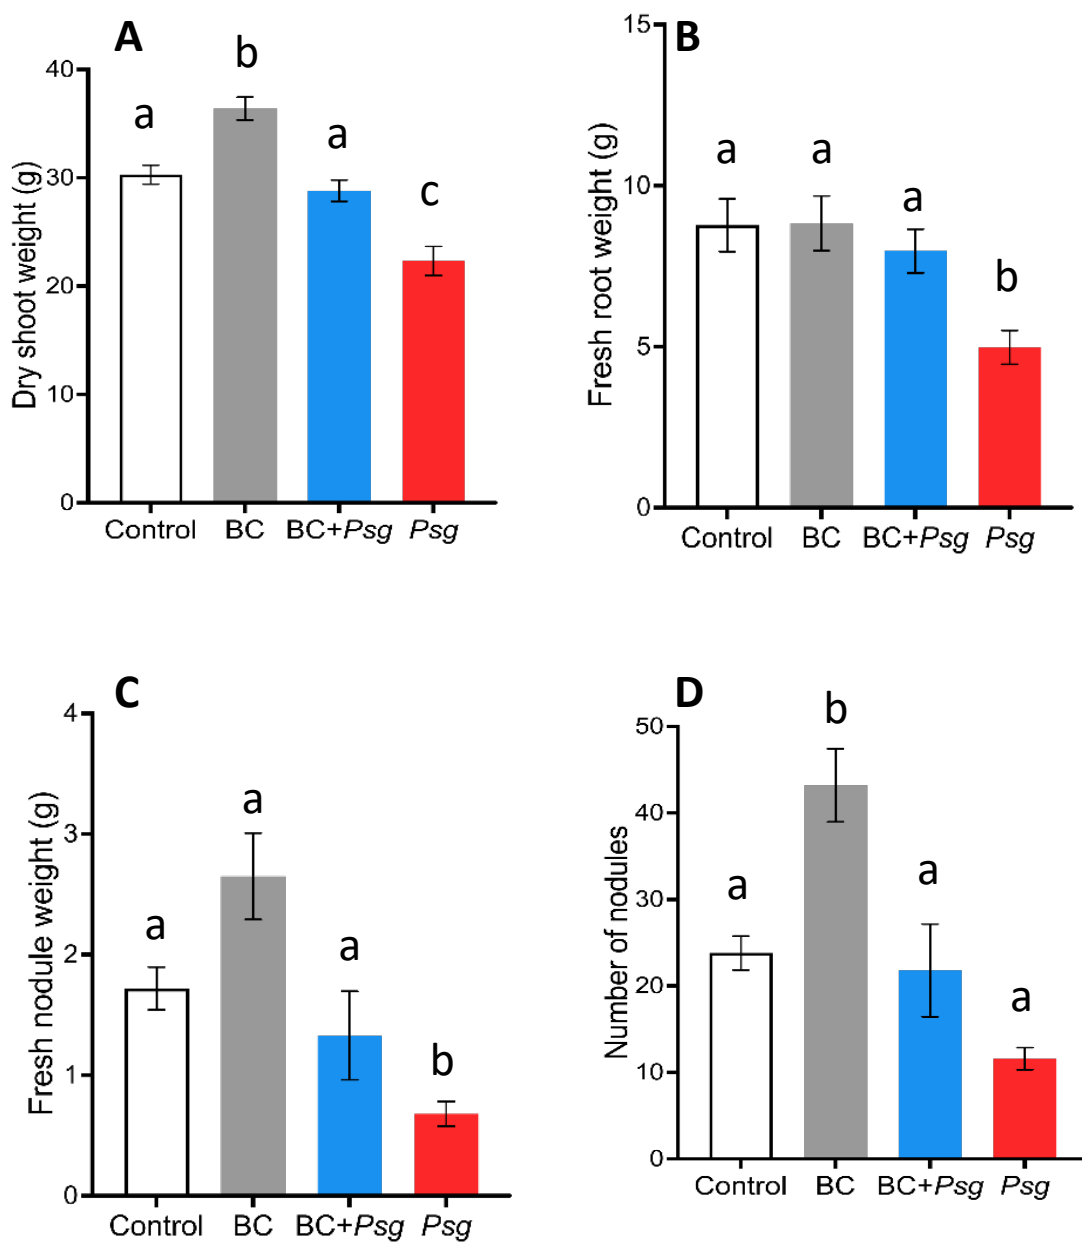 A
Dry shoot weight (g)
40
30
20
10
0
a
b
a
c
Control BC BC+Psg Psg
B
Fresh root weight (g)
15
10
5
0
a
a
a
b
Control BC BC+Psg Psg
C
Fresh nodule weight (g)
4
3
2
1
0
a
a
a
b
Control BC BC+Psg Psg
D
Number of nodules
50
40
30
20
10
0
a
b
a
a
Control BC BC+Psg Psg